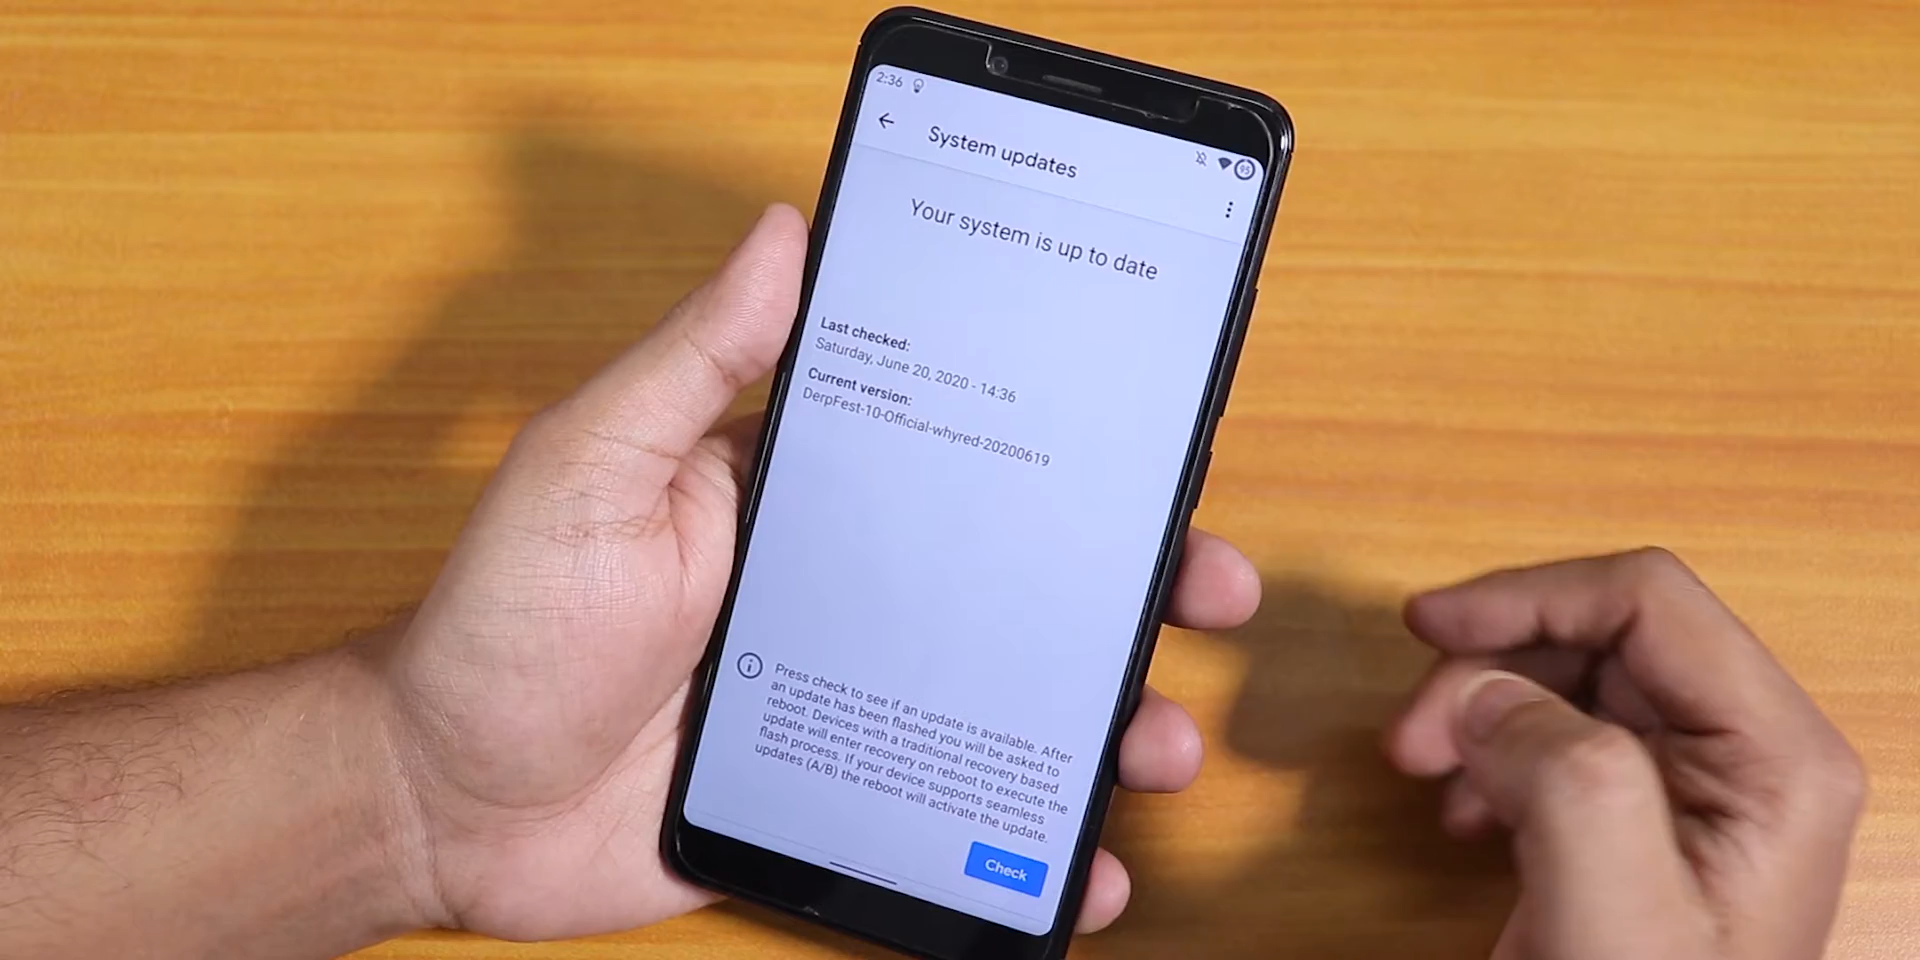 2:36
95
System updates
Your system is up to date
Last checked:
Saturday, June 20, 2020 - 14:36
Current version:
DerpFest-10-Official-whyred-20200619
Press check to see if an update is available. After
an update has been flashed you will be asked to
reboot. Devices with a traditional recovery based
update will enter recovery on reboot to execute the
flash process. If your device supports seamless
updates (A/B) the reboot will activate the update.
Check